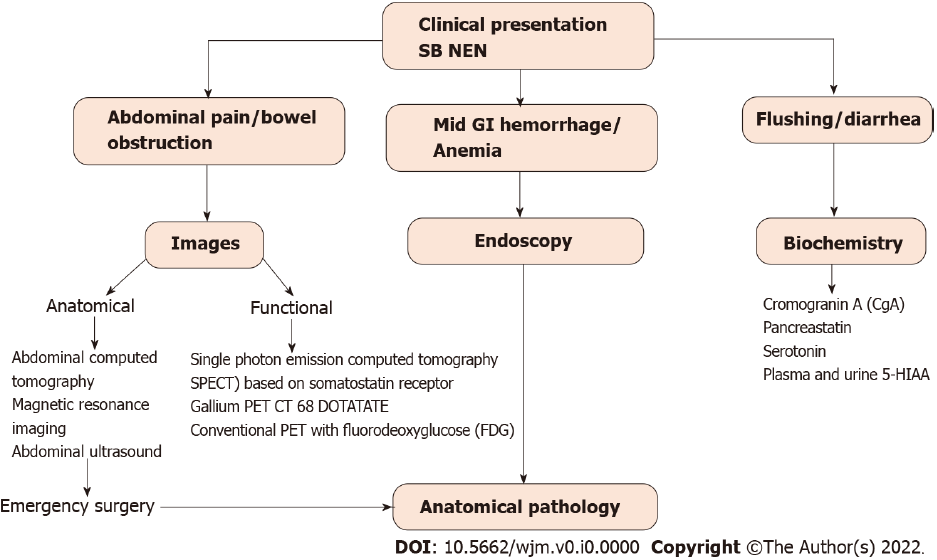 Clinical presentation
SB NEN
Abdominal pain/bowel
obstruction
Mid GI hemorrhage/
Anemia
Flushing/diarrhea
Images
Endoscopy
Biochemistry
Anatomical
Functional
Cromogranin A (CgA)
Pancreastatin
Serotonin
Plasma and urine 5-HIAA
Abdominal computed
tomography
Magnetic resonance
imaging
Abdominal ultrasound
Single photon emission computed tomography
SPECT) based on somatostatin receptor
Gallium PET CT 68 DOTATATE
Conventional PET with fluorodeoxyglucose (FDG)
Emergency surgery
Anatomical pathology
DOI: 10.5662/wjm.v0.i0.0000 Copyright ©The Author(s) 2022.